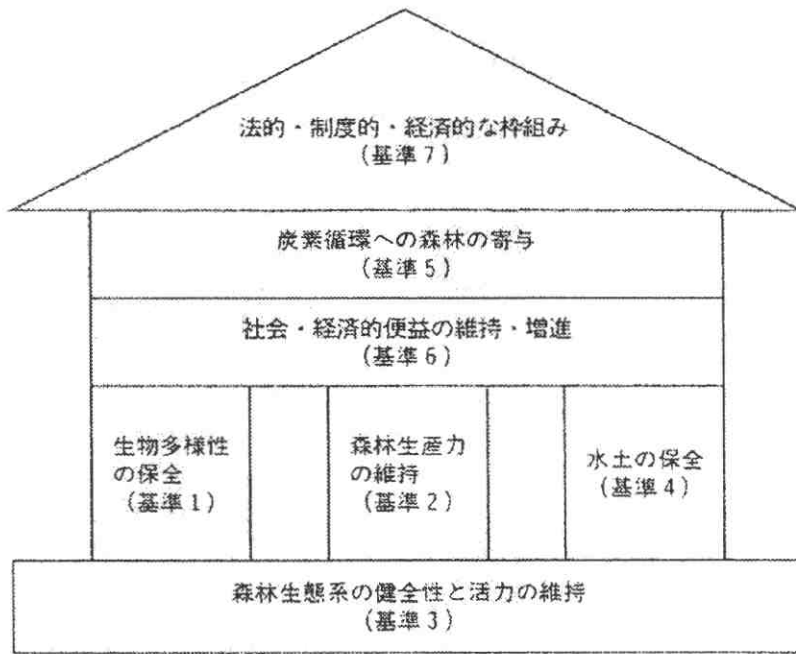 法的・制度的・経済的な枠組み
(基準7)
炭素循環への森林の寄与
(基準5)
社会・経済的便益の維持・増進
(基準6)
生物多様性
の保全
(基準1)
森林生産力
の維持
(基準2)
水土の保全
(基準4)
森林生態系の健全性と活力の維持
(基準3)